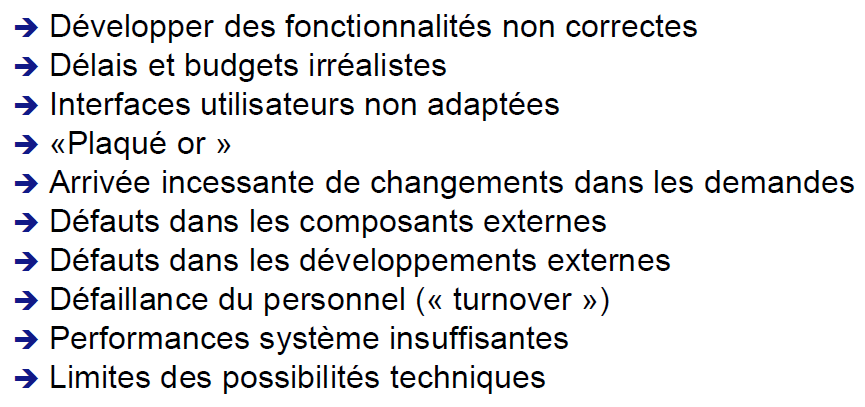 ➔ Développer des fonctionnalités non correctes
➔ Délais et budgets irréalistes
➔ Interfaces utilisateurs non adaptées
➔ «Plaqué or »
➔ Arrivée incessante de changements dans les demandes
➔ Défauts dans les composants externes
➔ Défauts dans les développements externes
➔ Défaillance du personnel (« turnover »)
➔ Performances système insuffisantes
➔ Limites des possibilités techniques